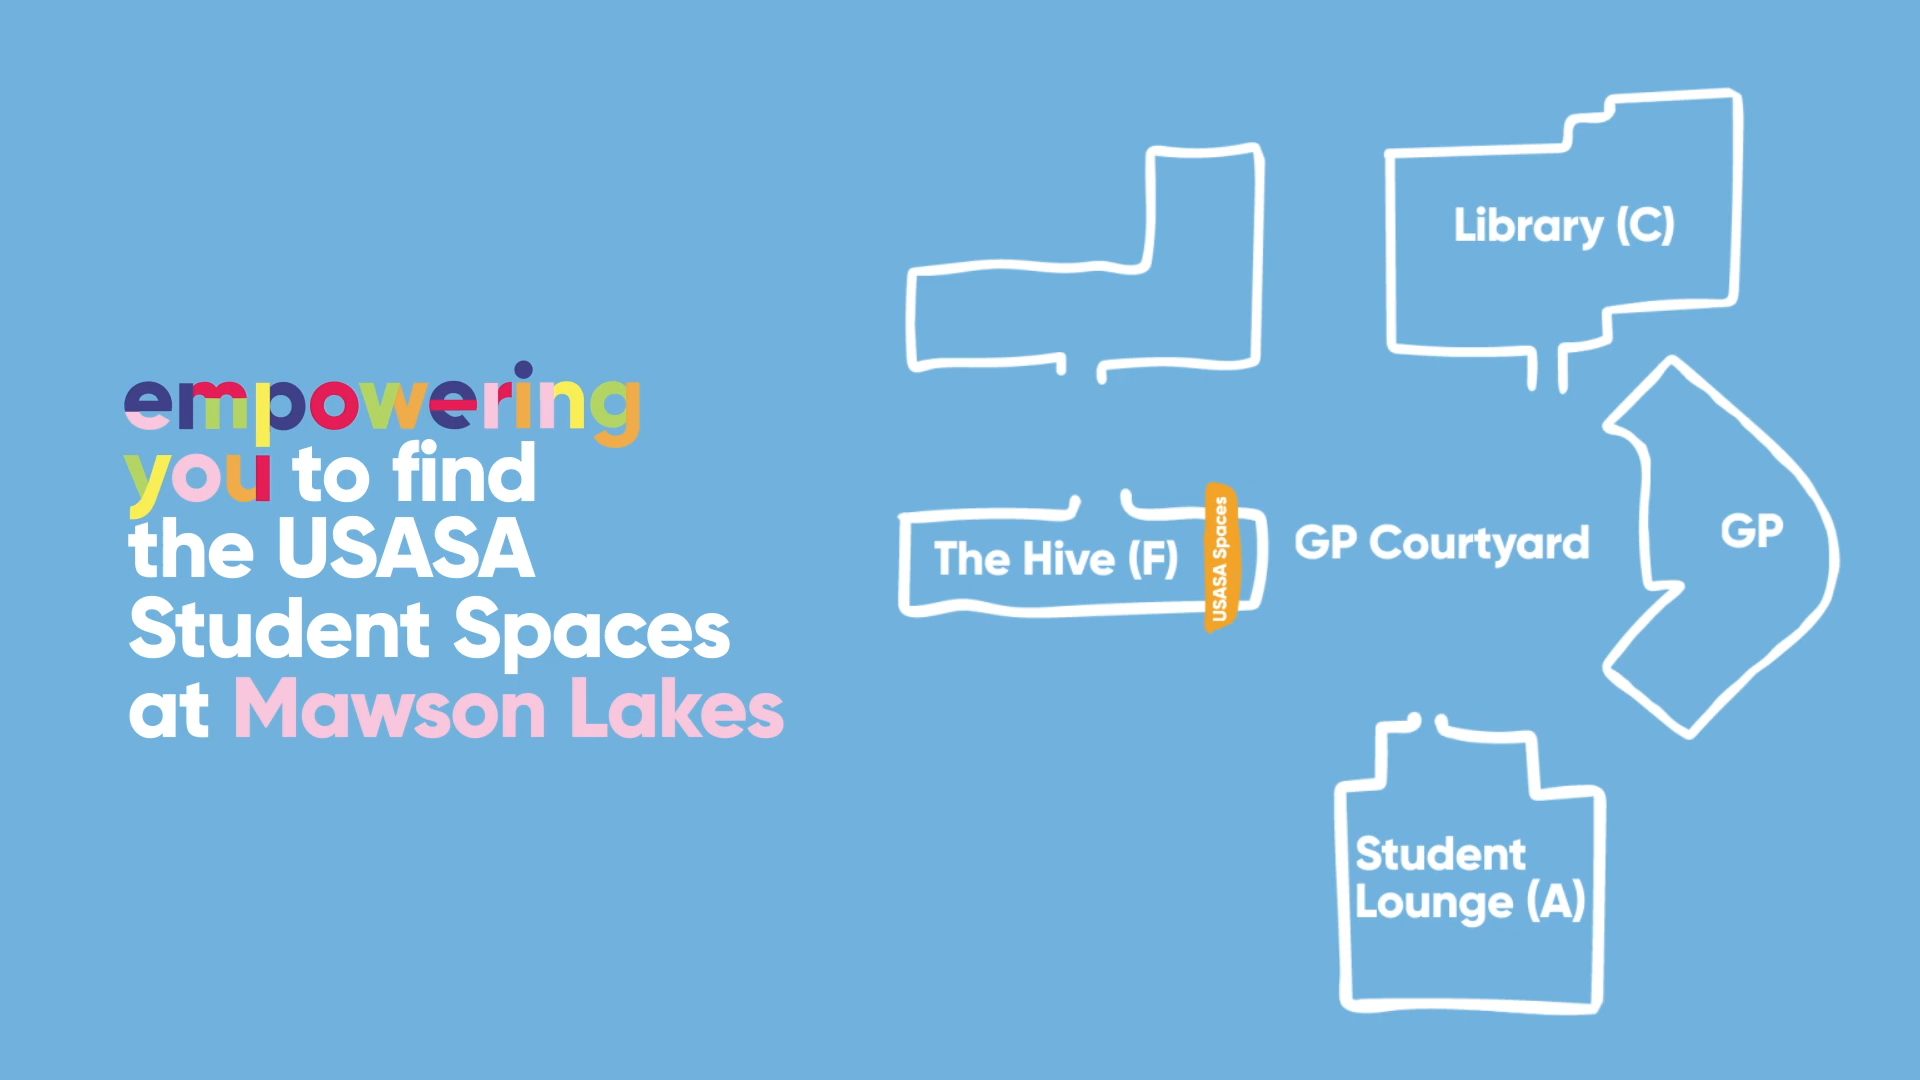 empowering
you to find
the USASA
Student Spaces
at Mawson Lakes
Library (C)
The Hive (F)
USASA Spaces
GP Courtyard
GP
Student
Lounge (A)